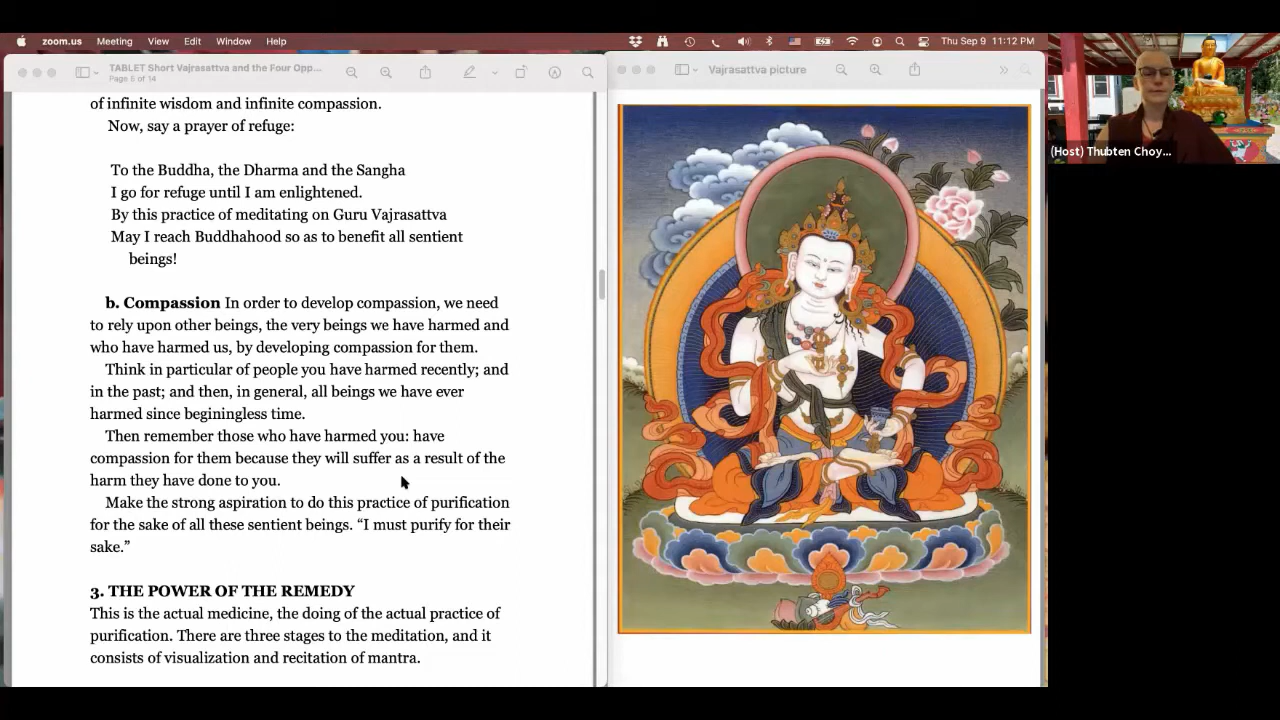 zoom.us Meeting View Edit Window Help Thu Sep 9 11:12 PM
TABLET Short Vajrasattva and the Four Opp...
Page 6 of 14
Vajrasattva picture
(Host) Thubten Choy...
of infinite wisdom and infinite compassion.
Now, say a prayer of refuge:
To the Buddha, the Dharma and the Sangha
I go for refuge until I am enlightened.
By this practice of meditating on Guru Vajrasattva
May I reach Buddhahood so as to benefit all sentient
beings!
b. Compassion In order to develop compassion, we need
to rely upon other beings, the very beings we have harmed and
who have harmed us, by developing compassion for them.
Think in particular of people you have harmed recently; and
in the past; and then, in general, all beings we have ever
harmed since beginingless time.
Then remember those who have harmed you: have
compassion for them because they will suffer as a result of the
harm they have done to you.
Make the strong aspiration to do this practice of purification
for the sake of all these sentient beings. “I must purify for their
sake.”
3. THE POWER OF THE REMEDY
This is the actual medicine, the doing of the actual practice of
purification. There are three stages to the meditation, and it
consists of visualization and recitation of mantra.